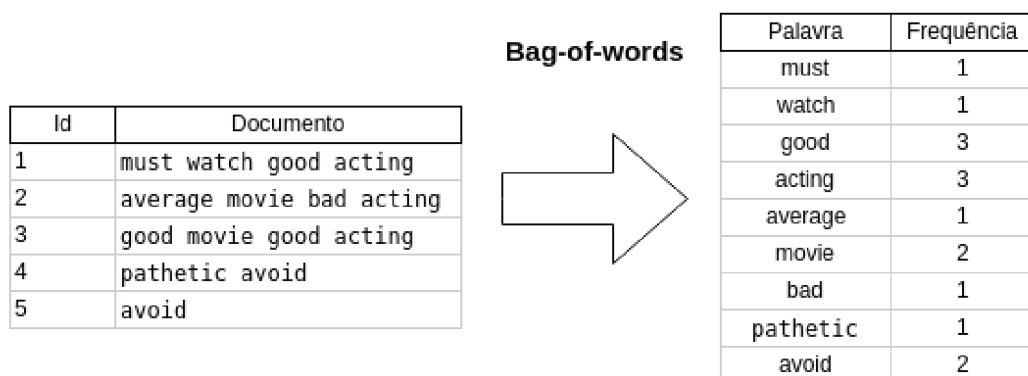 Bag-of-words
Id Documento
1 must watch good acting
2 average movie bad acting
3 good movie good acting
4 pathetic avoid
5 avoid
Palavra Frequência
must 1
watch 1
good 3
acting 3
average 1
movie 2
bad 1
pathetic 1
avoid 2